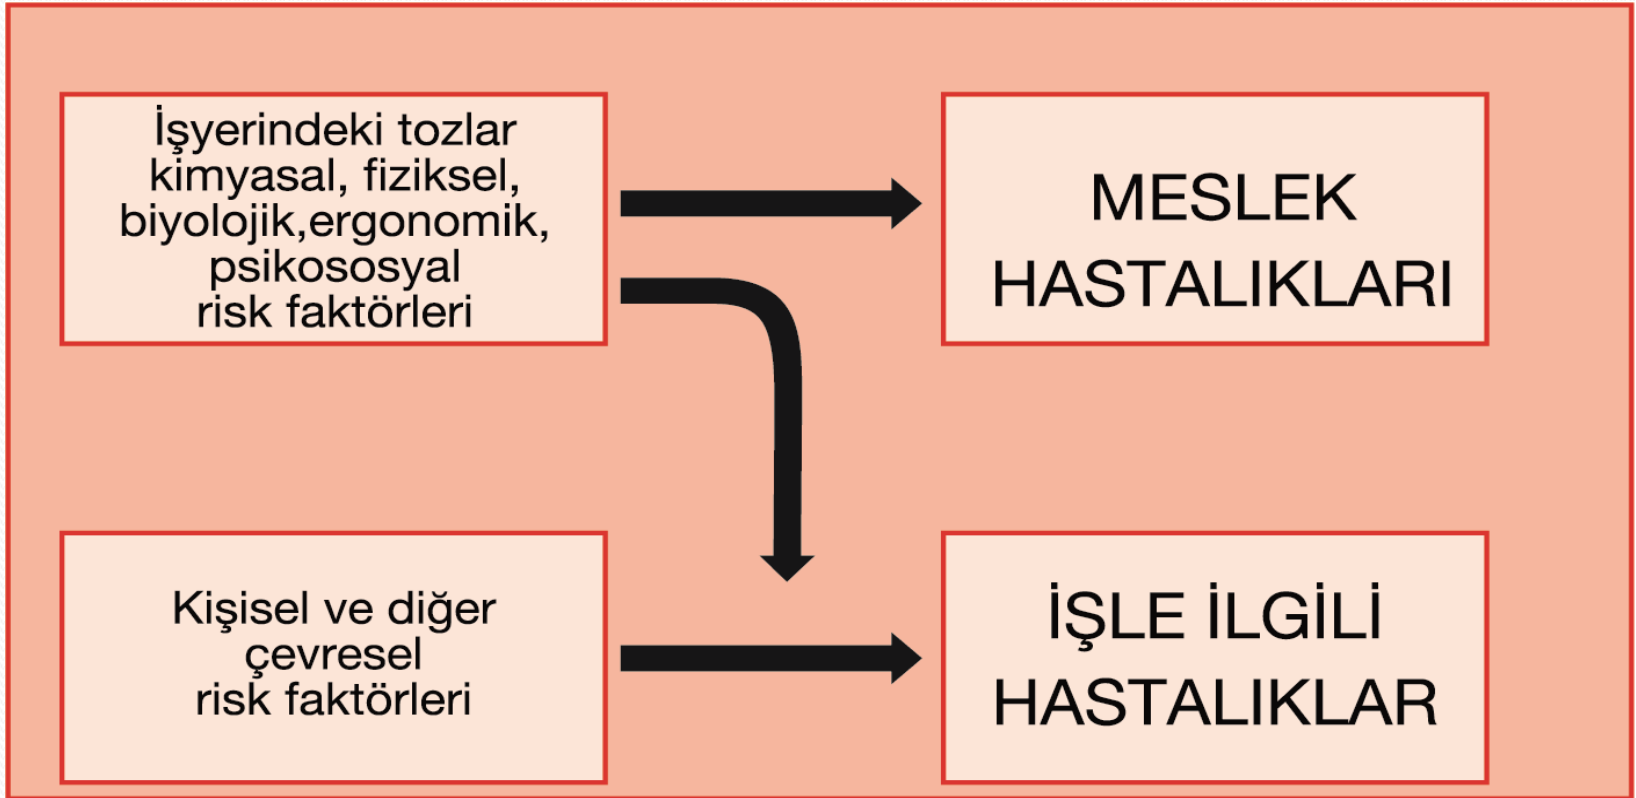 İşyerindeki tozlar
kimyasal, fiziksel,
biyolojik,ergonomik,
psikososyal
risk faktörleri
MESLEK
HASTALIKLARI
Kişisel ve diğer
çevresel
risk faktörleri
İŞLE İLGİLİ
HASTALIKLAR